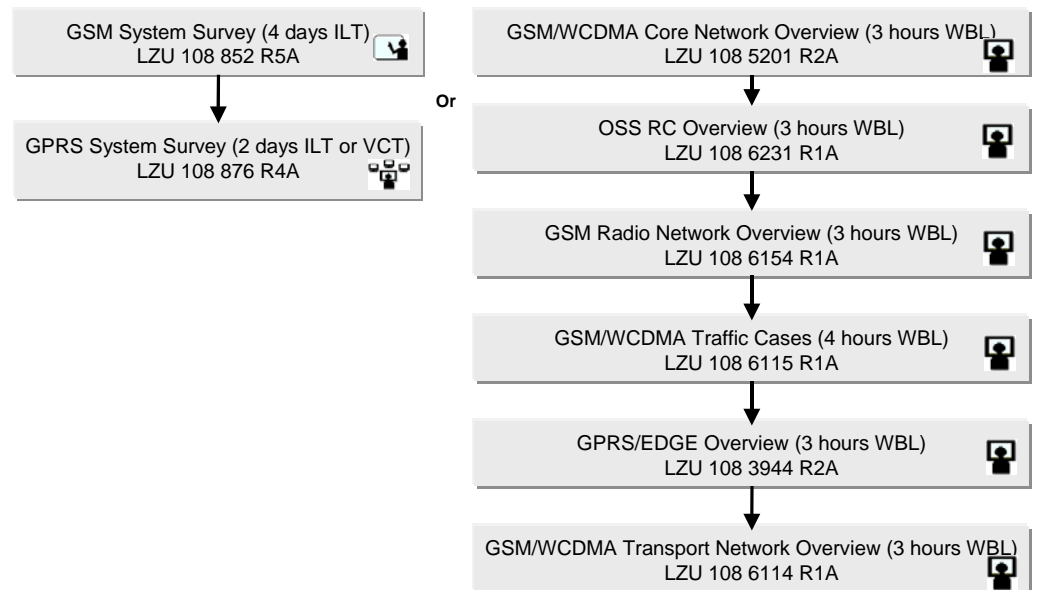 GSM System Survey (4 days ILT)
LZU 108 852 R5A
GPRS System Survey (2 days ILT or VCT)
LZU 108 876 R4A
Or
GSM/WCDMA Core Network Overview (3 hours WBL)
LZU 108 5201 R2A
OSS RC Overview (3 hours WBL)
LZU 108 6231 R1A
GSM Radio Network Overview (3 hours WBL)
LZU 108 6154 R1A
GSM/WCDMA Traffic Cases (4 hours WBL)
LZU 108 6115 R1A
GPRS/EDGE Overview (3 hours WBL)
LZU 108 3944 R2A
GSM/WCDMA Transport Network Overview (3 hours WBL)
LZU 108 6114 R1A